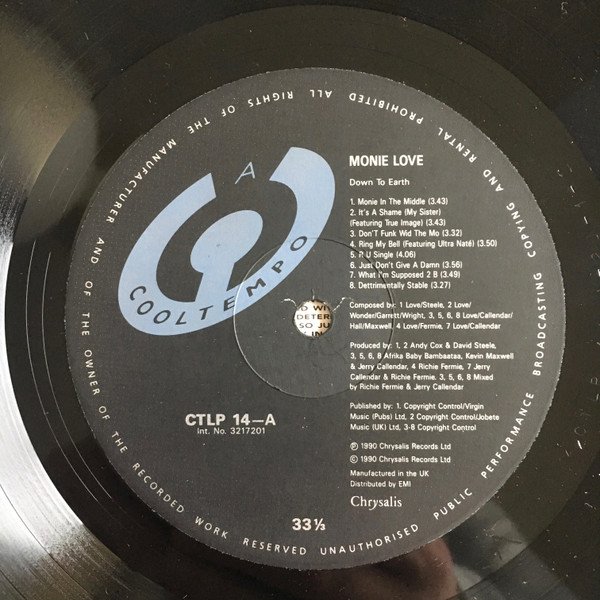 A
COOLTEMPO
MONIE LOVE
Down To Earth
1. Monie In The Middle (3.43)
2. It's A Shame (My Sister)
(Featuring True Image) (3.43)
3. Don'T Funk Wid The Mo (3.32)
4. Ring My Bell (Featuring Ultra Naté) (3.50)
5. R U Single (4.06)
6. Just Don't Give A Damn (3.56)
7. What I'm Supposed 2 B (3.49)
8. Dettrimentally Stable (3.27)
Composed by: 1 Love/Steele, 2 Love/
Wonder/Garrett/Wright, 3, 5, 6, 8 Love/Callendar/
Hall/Maxwell, 4 Love/Fermie, 7 Love/Callendar
Produced by: 1, 2 Andy Cox & David Steele,
3, 5, 6, 8 Afrika Baby Bambaataa, Kevin Maxwell
& Jerry Callendar, 4 Richie Fermie, 7 Jerry
Callendar & Richie Fermie. 3, 5, 6, 8 Mixed
by Richie Fermie & Jerry Callendar
Published by: 1. Copyright Control/Virgin
Music (Pubs) Ltd, 2 Copyright Control/Jobete
Music (UK) Ltd, 3-8 Copyright Control
℗ 1990 Chrysalis Records Ltd
© 1990 Chrysalis Records Ltd
Manufactured in the UK
Distributed by EMI
Chrysalis
CTLP 14—A
Int. No. 3217201
33⅓
D WI
DETER
SO JU
IN
ALL RIGHTS OF THE MANUFACTURER AND OF THE OWNER OF THE RECORDED WORK RESERVED UNAUTHORISED PUBLIC PERFORMANCE BROADCASTING COPYING AND RENTAL PROHIBITED